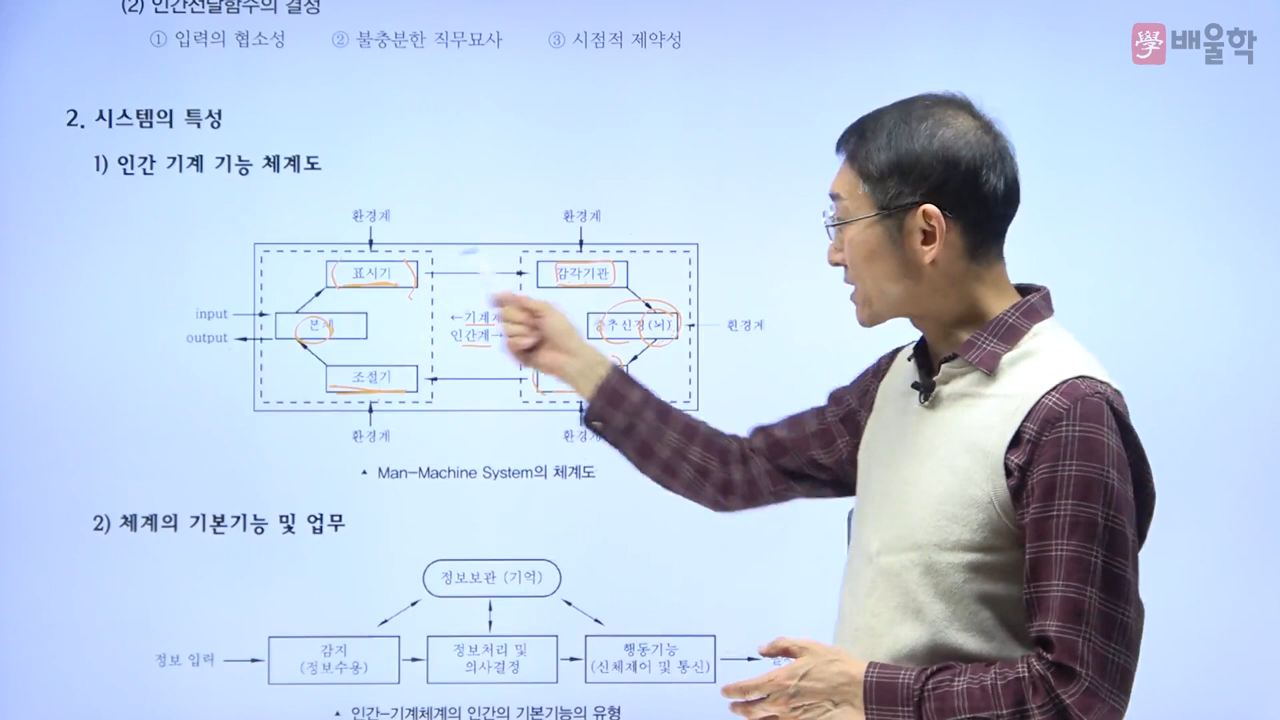 (2) 인간전달함수의 결정
① 입력의 협소성 ② 불충분한 직무묘사 ③ 시점적 제약성
學 배울학
2. 시스템의 특성
1) 인간 기계 기능 체계도
환경계 환경계
표시기 감각기관
input
본체
←기계계
중추신경(뇌)
환경계
output
인간계→
조절기
환경계 환경계
▲ Man-Machine System의 체계도
2) 체계의 기본기능 및 업무
정보보관 (기억)
정보 입력
감지
(정보수용)
정보처리 및
의사결정
행동기능
(신체제어 및 통신)
▲ 인간-기계체계의 인간의 기본기능의 유형